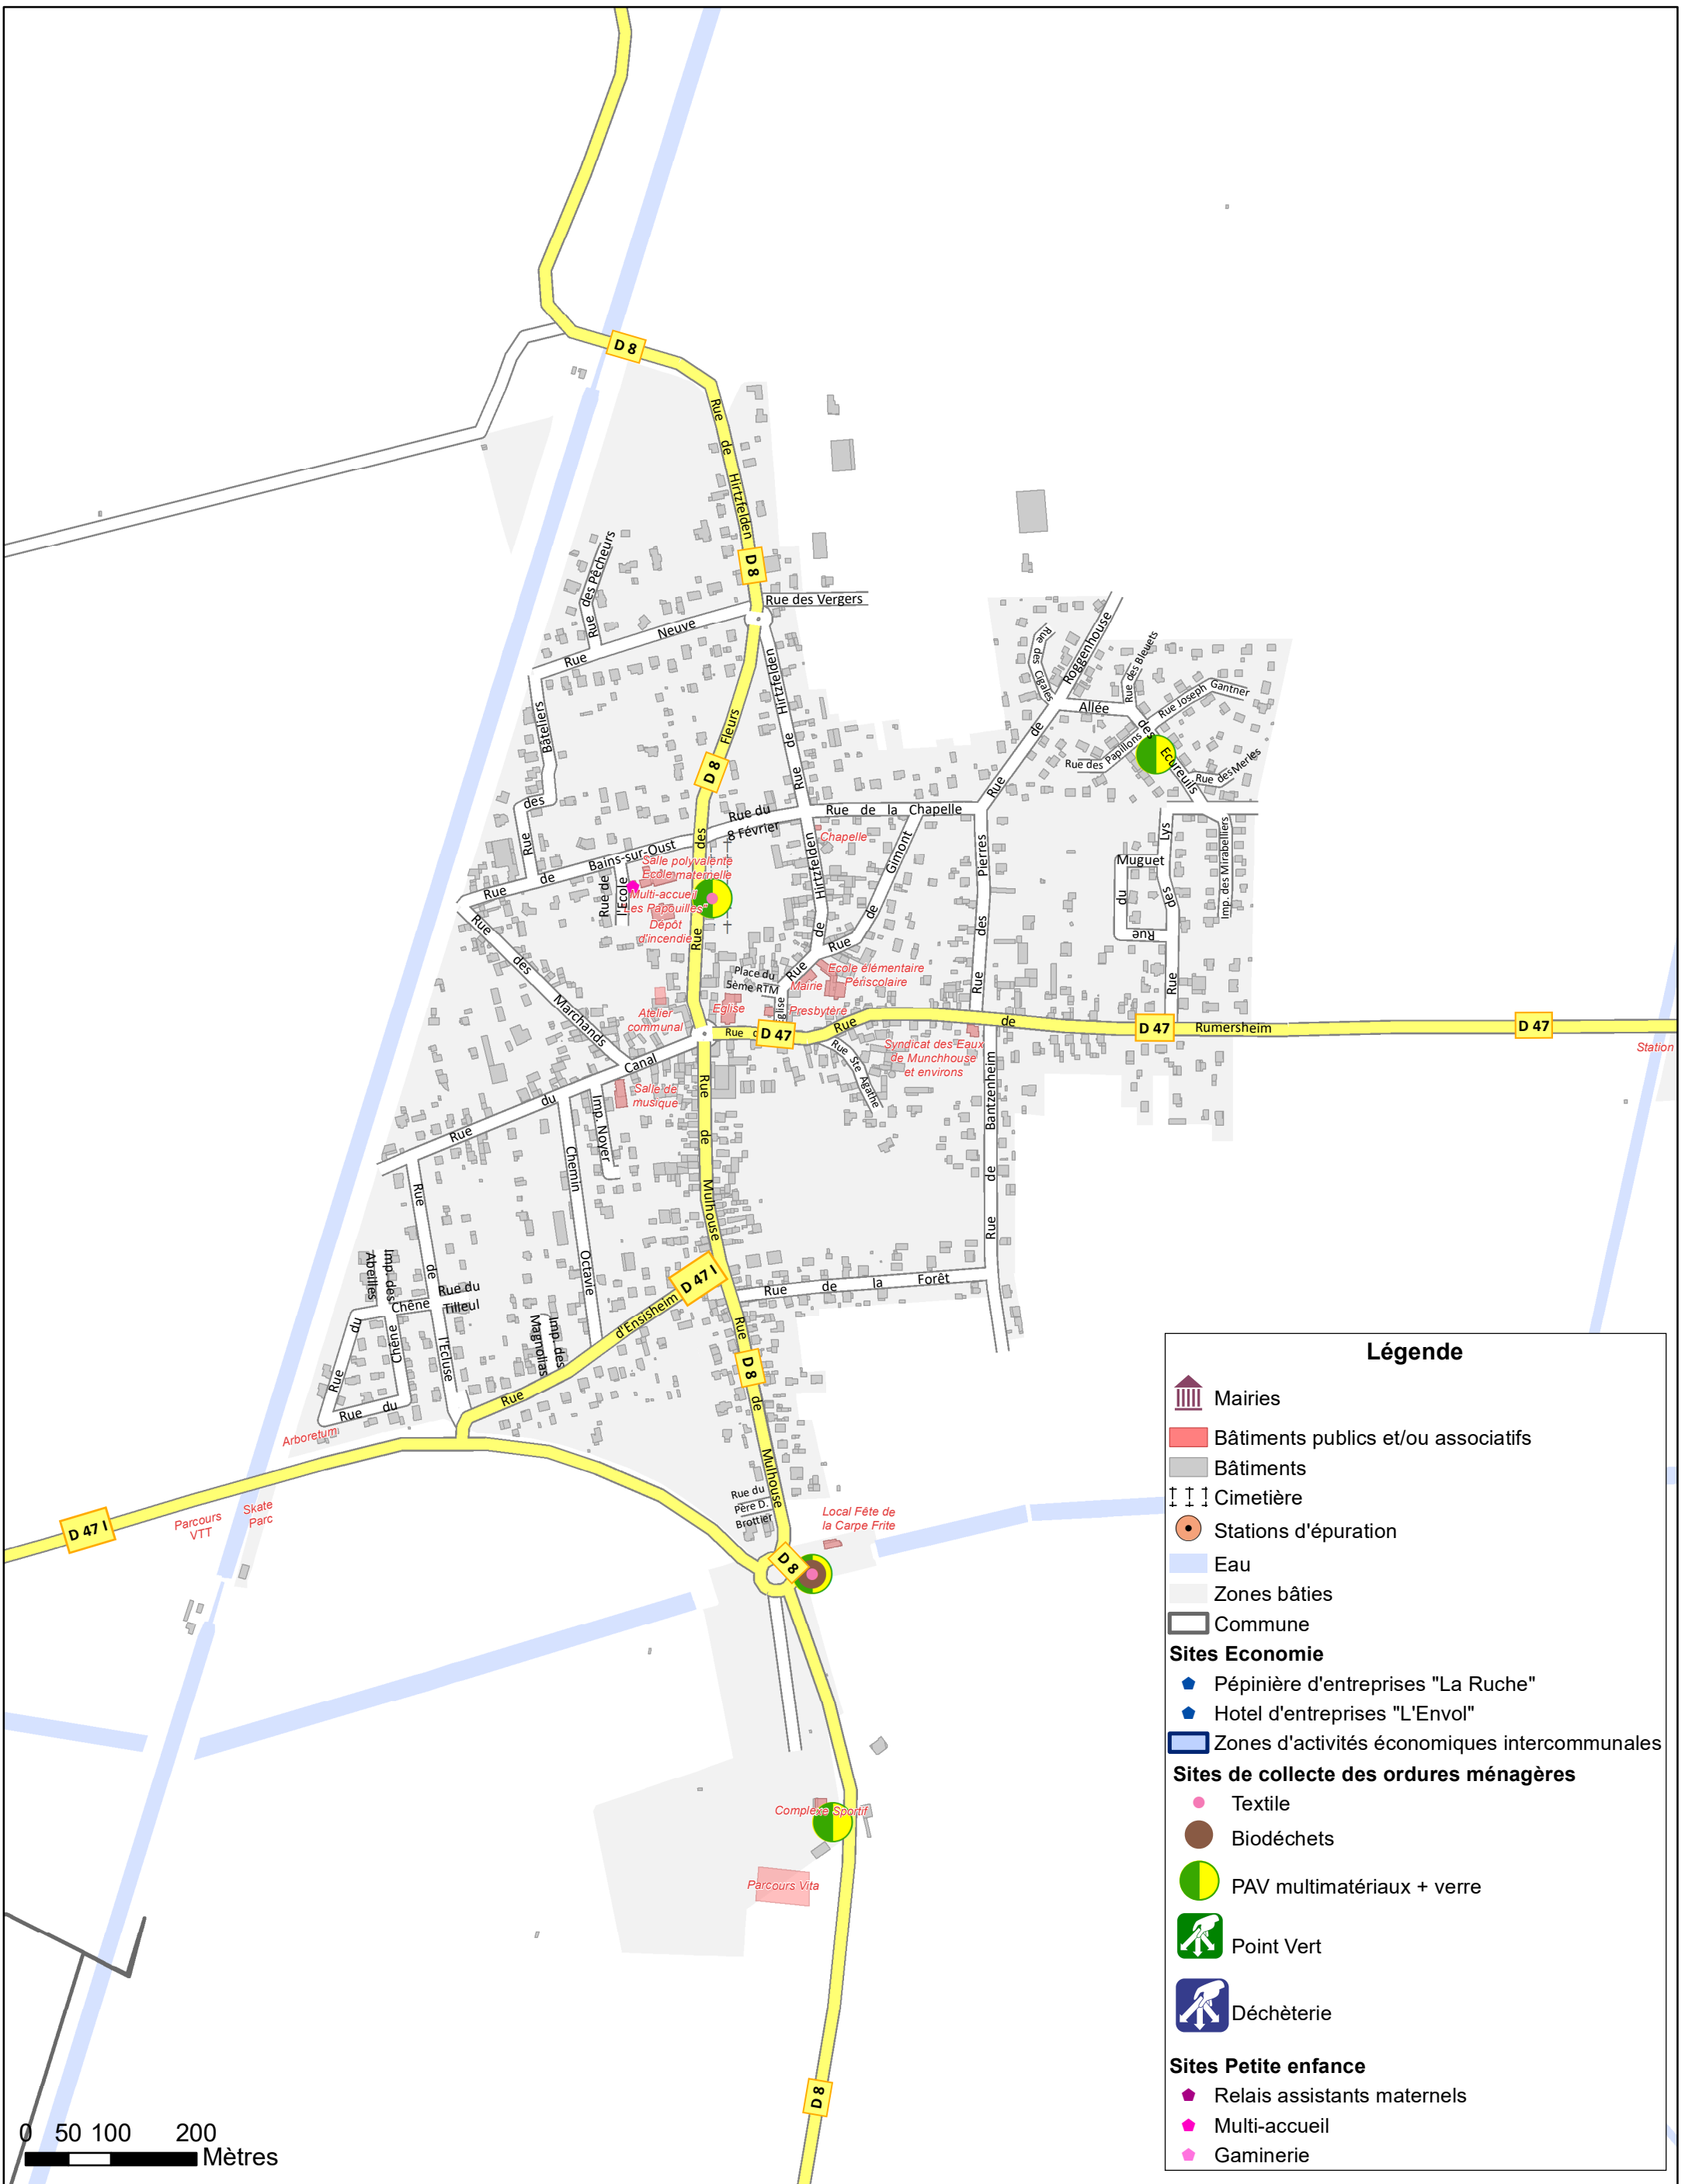 D 8
Rue de Hirtzfelden
D 8
Rue des Pêcheurs
Rue des Vergers
Rue Neuve
Rue de Roggenhouse
Rue des Cigales
Rue des Bleuets
Rue Joseph Gantner
Allée des Ecureuils
Rue des Papillons
Rue des Merles
Rue des Bâteliers
D 8
Rue des Fleurs
Rue de Hirtzfelden
Rue du
8 Février
Rue de la Chapelle
Chapelle
Rue de Bains-sur-Oust
Salle polyvalente
Ecole maternelle
Multi-accueil
"Les Papouilles"
Dépôt
d'incendie
Rue de
l'Ecole
Rue de Gimont
Hirtzfelden
de
Rue
Rue des Pierres
Rue du Muguet
Rue des Lys
Imp. des Mirabelliers
Rue des Marchands
Place du
5ème RTM
Mairie
Ecole élémentaire
Périscolaire
Eglise
Presbytère
Eglise
Atelier
communal
Rue
D 47
Rue de Rumersheim
D 47
D 47
Station
Syndicat des Eaux
de Munchhouse
et environs
Rue Ste Agathe
Rue du Canal
Salle de
musique
Imp. Noyer
Chemin Octavie
Rue de Mulhouse
Rue de Bantzenheim
Rue de l'Ecluse
Imp. des
Abeilles
Rue du
Tilleul
Chêne
Chêne
Rue du
Rue du
Imp. des
Magnolias
D 47 I
Rue d'Ensisheim
Rue de la Forêt
Rue de Mulhouse
D 8
Arboretum
Skate
Parc
Parcours
VTT
D 47 I
Rue du
Père D.
Brottier
Local Fête de
la Carpe Frite
D 8
Complexe Sportif
Parcours Vita
D 8
Légende
Mairies
Bâtiments publics et/ou associatifs
Bâtiments
Cimetière
Stations d'épuration
Eau
Zones bâties
Commune
Sites Economie
Pépinière d'entreprises "La Ruche"
Hotel d'entreprises "L'Envol"
Zones d'activités économiques intercommunales
Sites de collecte des ordures ménagères
Textile
Biodéchets
PAV multimatériaux + verre
Point Vert
Déchèterie
Sites Petite enfance
Relais assistants maternels
Multi-accueil
Gaminerie
0 50 100 200
Mètres